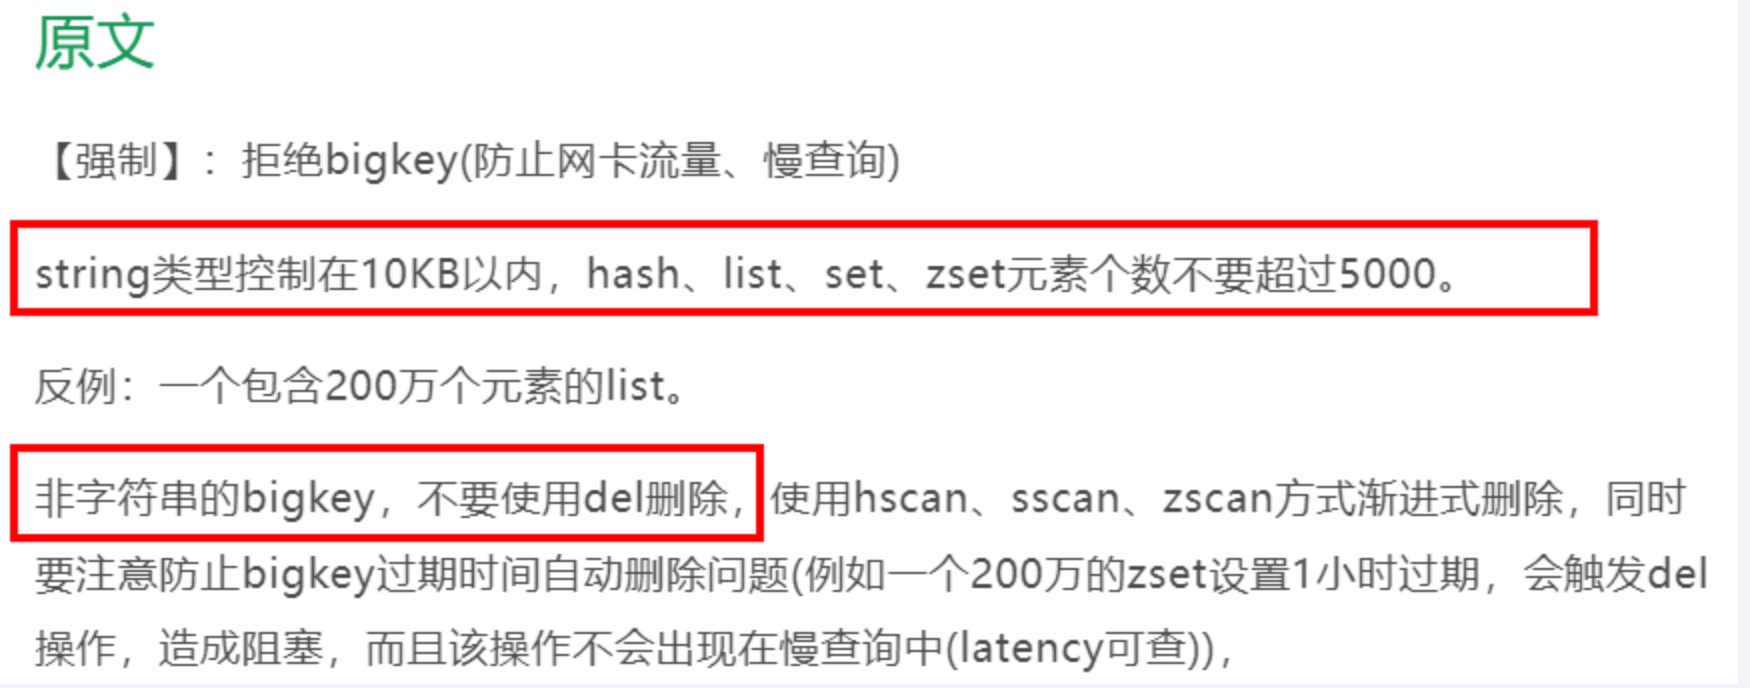 原文
【强制】：拒绝bigkey(防止网卡流量、慢查询)
string类型控制在10KB以内，hash、list、set、zset元素个数不要超过5000。
反例：一个包含200万个元素的list。
非字符串的bigkey，不要使用del删除，使用hscan、sscan、zscan方式渐进式删除，同时
要注意防止bigkey过期时间自动删除问题(例如一个200万的zset设置1小时过期，会触发del
操作，造成阻塞，而且该操作不会出现在慢查询中(latency可查))，